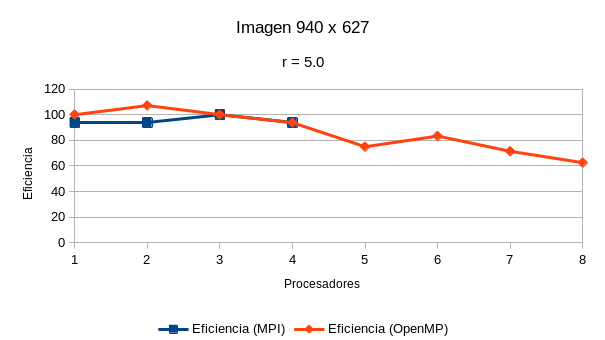 Imagen 940 x 627
r = 5.0
120
100
80
60
40
20
0
Eficiencia
1 2 3 4 5 6 7 8
Procesadores
Eficiencia (MPI) Eficiencia (OpenMP)